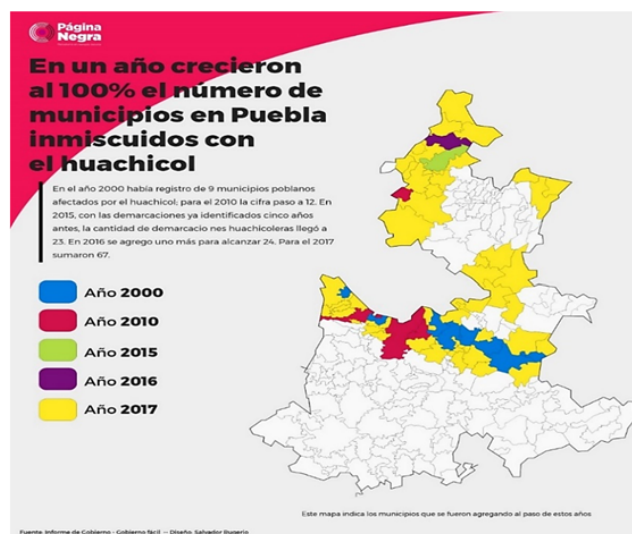 Página
Negra
En un año crecieron
al 100% el número de
municipios en Puebla
inmiscuidos con
el huachicol
En el año 2000 había registro de 9 municipios poblanos
afectados por el huachicol; para el 2010 la cifra paso a 12. En
2015, con las demarcaciones ya identificados cinco años
antes, la cantidad de demarcacio nes huachicoleras llegó a
23. En 2016 se agrego uno más para alcanzar 24. Para el 2017
sumaron 67.
Año 2000
Año 2010
Año 2015
Año 2016
Año 2017
Este mapa indica los municipios que se fueron agregando al paso de estos años
Fuente: Informe de Gobierno - Gobierno fácil -- Diseño: Salvador